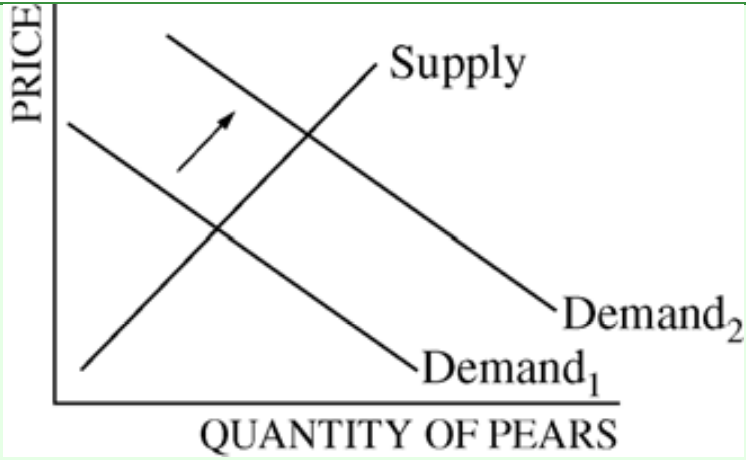 PRICE
Supply
Demand₂
Demand₁
QUANTITY OF PEARS